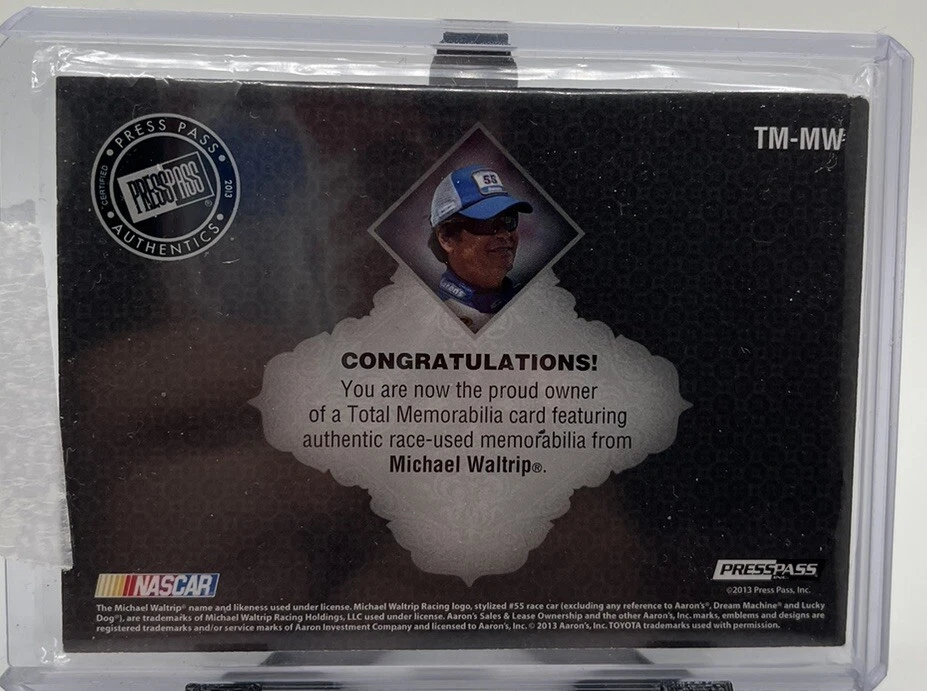 PRESS PASS
CERTIFIED
PRESS PASS®
2013
AUTHENTICS
TM-MW
55
CONGRATULATIONS!
You are now the proud owner
of a Total Memorabilia card featuring
authentic race-used memorabilia from
Michael Waltrip®.
NASCAR
PRESS PASS
©2013 Press Pass, Inc.
The Michael Waltrip® name and likeness used under license. Michael Waltrip Racing logo, stylized #55 race car (excluding any reference to Aaron's®, Dream Machine® and Lucky
Dog®), are trademarks of Michael Waltrip Racing Holdings, LLC used under license. Aaron's Sales & Lease Ownership and the other Aaron's, Inc. marks, emblems and designs are
registered trademarks and/or service marks of Aaron Investment Company and licensed to Aaron's, Inc. © 2013 Aaron's, Inc. TOYOTA trademarks used with permission.